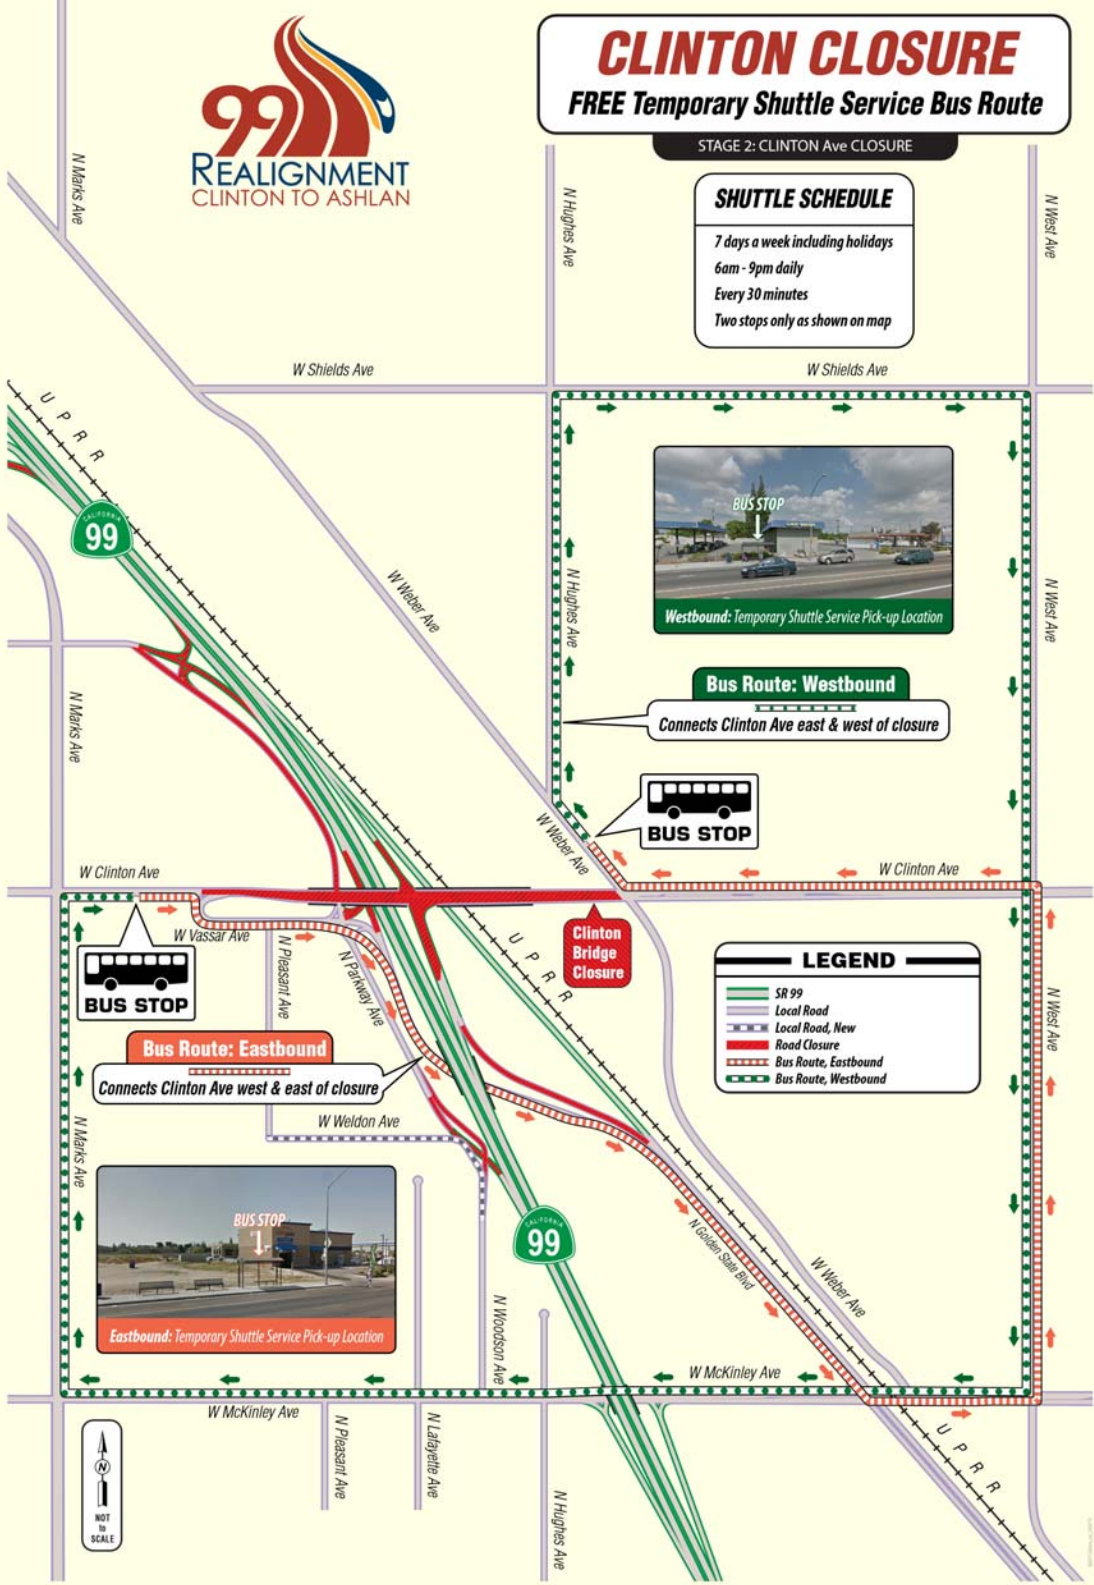 CLINTON CLOSURE
FREE Temporary Shuttle Service Bus Route
STAGE 2: CLINTON Ave CLOSURE
99
REALIGNMENT
CLINTON TO ASHLAN
SHUTTLE SCHEDULE
7 days a week including holidays
6am - 9pm daily
Every 30 minutes
Two stops only as shown on map
N Marks Ave
N Hughes Ave
N West Ave
W Shields Ave
W Shields Ave
UPRR
CALIFORNIA
99
BUS STOP
Westbound: Temporary Shuttle Service Pick-up Location
W Weber Ave
N Hughes Ave
N West Ave
Bus Route: Westbound
Connects Clinton Ave east & west of closure
N Marks Ave
BUS STOP
W Weber Ave
W Clinton Ave
W Clinton Ave
W Vassar Ave
N Pleasant Ave
N Parkway Ave
UPRR
Clinton
Bridge
Closure
BUS STOP
LEGEND
SR 99
Local Road
Local Road, New
Road Closure
Bus Route, Eastbound
Bus Route, Westbound
N West Ave
Bus Route: Eastbound
Connects Clinton Ave west & east of closure
W Weldon Ave
N Marks Ave
BUS STOP
Eastbound: Temporary Shuttle Service Pick-up Location
CALIFORNIA
99
N Golden State Blvd
W Weber Ave
N Woodson Ave
W McKinley Ave
W McKinley Ave
N Pleasant Ave
N Lafayette Ave
N Hughes Ave
UPRR
N
NOT
to
SCALE